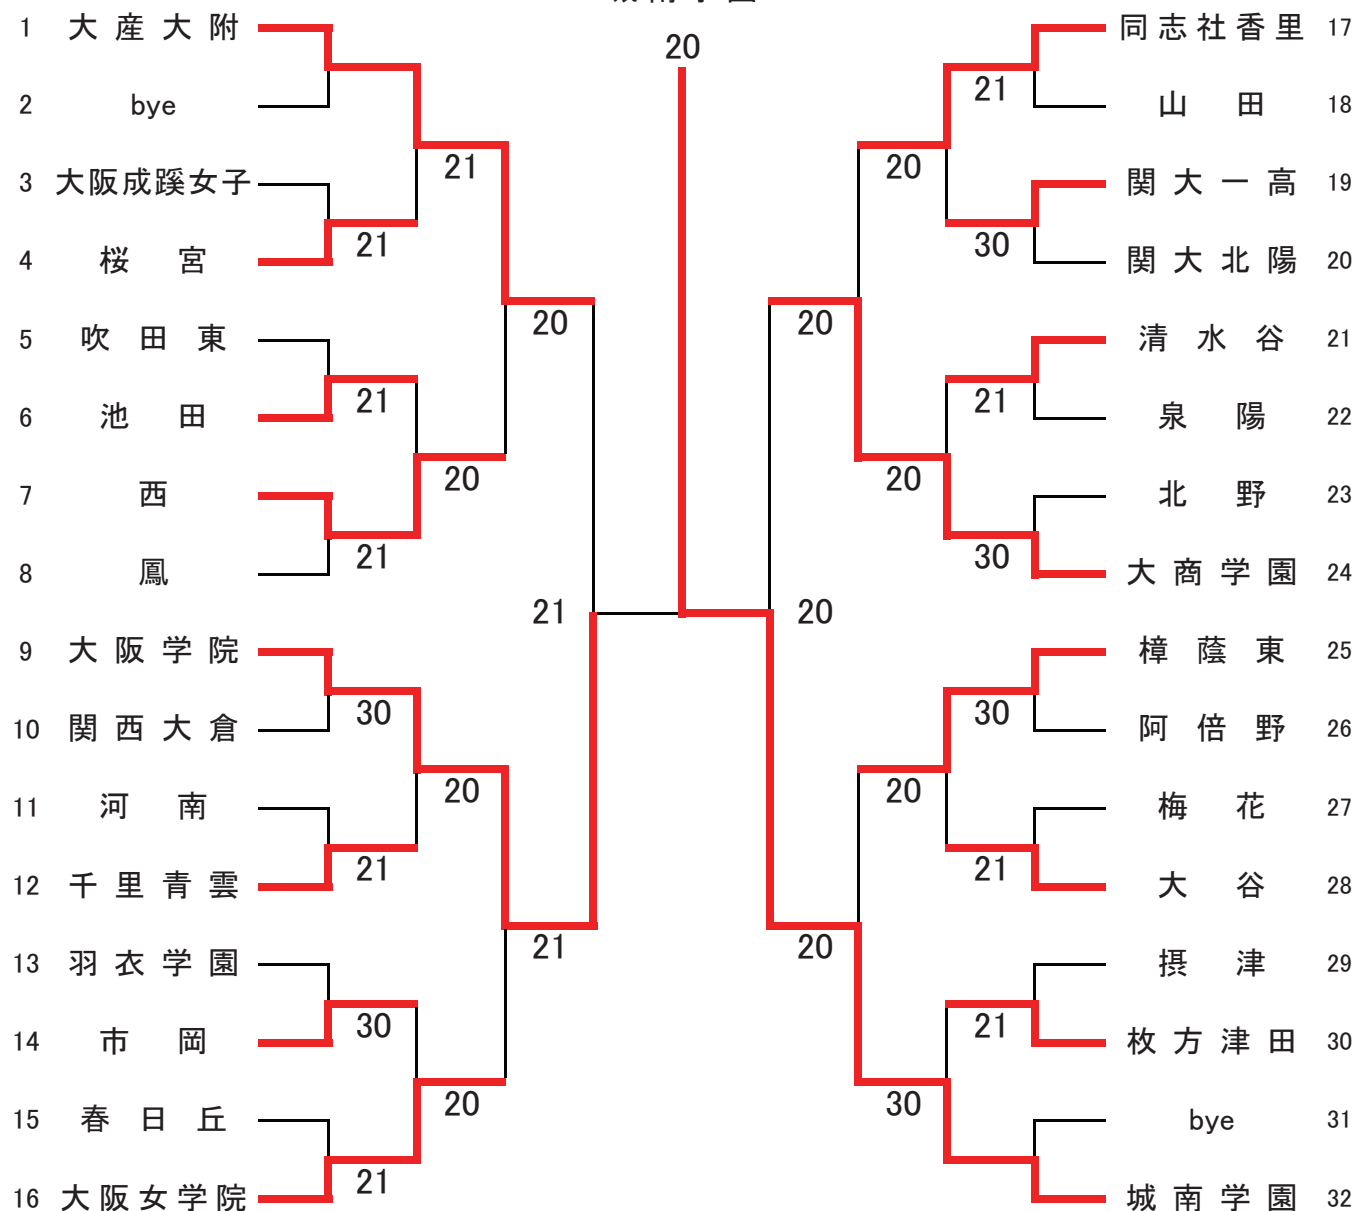 20
1 大産大附
2 bye
3 大阪成蹊女子
4 桜宮
5 吹田東
6 池田
7 西
8 鳳
9 大阪学院
10 関西大倉
11 河南
12 千里青雲
13 羽衣学園
14 市岡
15 春日丘
16 大阪女学院
21
21
21
21
20
20
30
21
20
21
30
20
21
21
同志社香里 17
山田 18
関大一高 19
関大北陽 20
清水谷 21
泉陽 22
北野 23
大商学園 24
樟蔭東 25
阿倍野 26
梅花 27
大谷 28
摂津 29
枚方津田 30
bye 31
城南学園 32
21
20
30
20
21
20
30
20
30
20
21
20
21
30